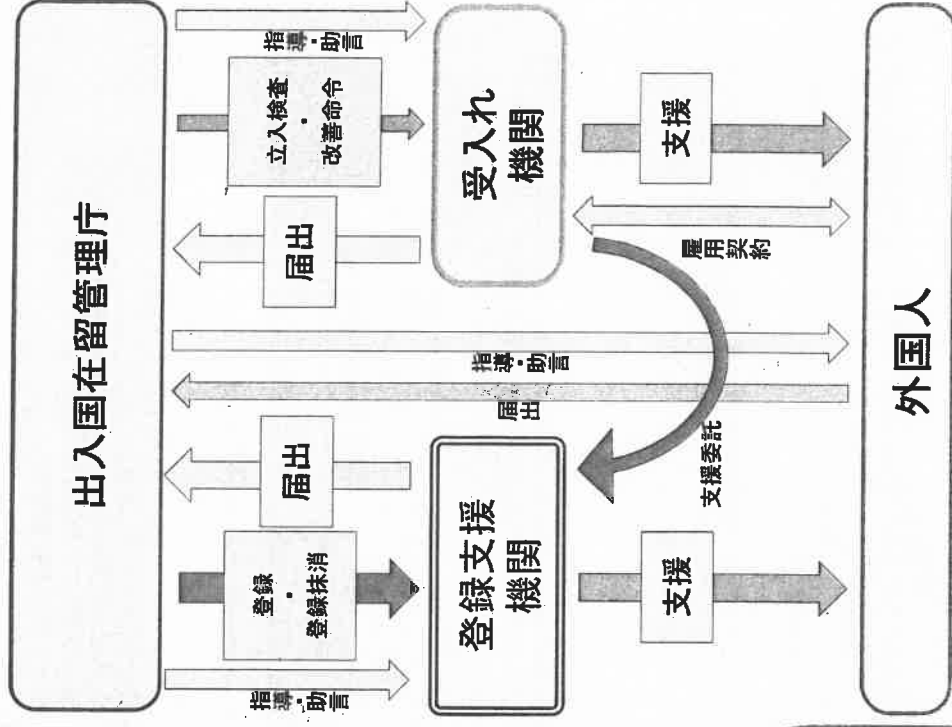 出入国在留管理庁
指導・助言
登録
・
登録抹消
届出
届出
指導・助言
届出
立入検査
・
改善命令
指導・助言
登録支援
機関
受入れ
機関
支援委託
雇用契約
支援
支援
外国人